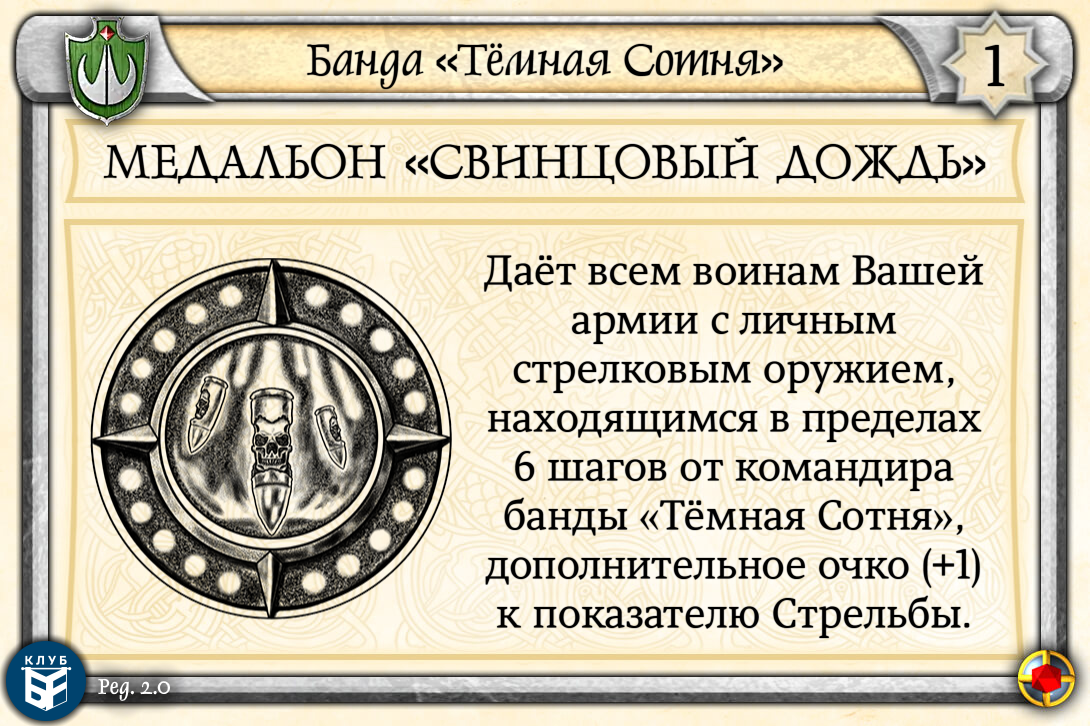 Банда «Тёмная Сотня»
1
МЕДАЛЬОН «СВИНЦОВЫЙ ДОЖДЬ»
Даёт всем воинам Вашей
армии с личным
стрелковым оружием,
находящимся в пределах
6 шагов от командира
банды «Тёмная Сотня»,
дополнительное очко (+1)
к показателю Стрельбы.
КЛУБ
Ред. 2.0